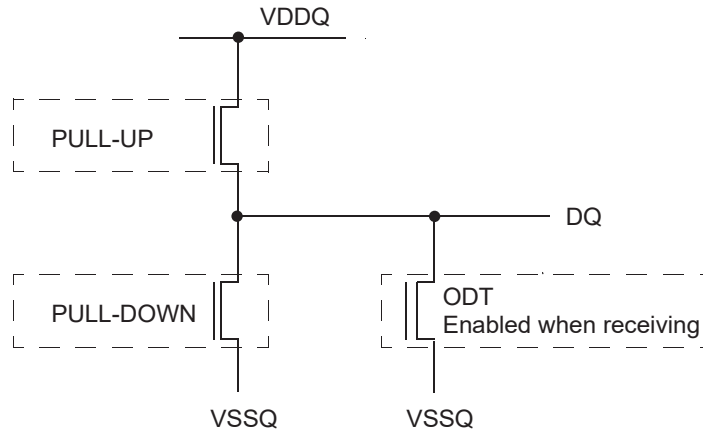 VDDQ
PULL-UP
DQ
PULL-DOWN
ODT
Enabled when receiving
VSSQ
VSSQ